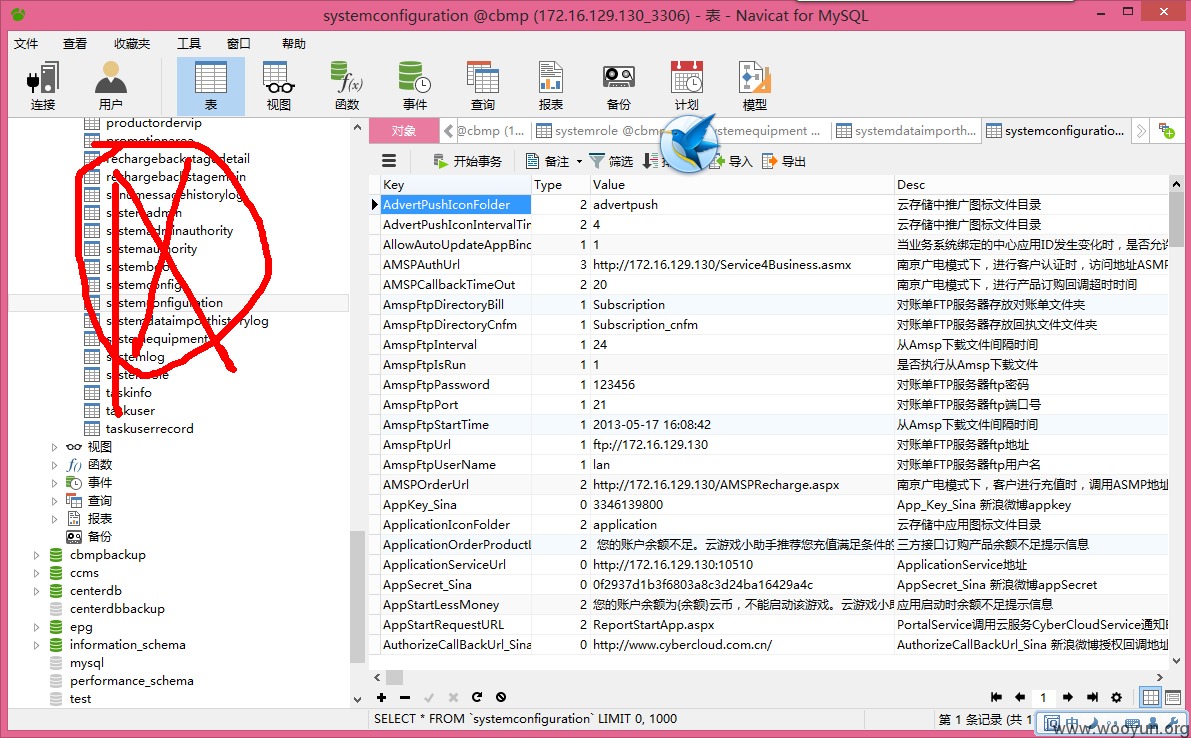 systemconfiguration @cbmp (172.16.129.130_3306) - 表 - Navicat for MySQL
文件 查看 收藏夹 工具 窗口 帮助
连接 用户 表 视图 函数 事件 查询 报表 备份 计划 模型
对象 @cbmp (1... systemrole @cbmp stemequipment ... systemdataimporth... systemconfiguratio...
开始事务 备注 筛选 导入 导出
productordervip
promotionarea
rechargebackstagedetail
rechargebackstagemain
sendmessagehistorylog
systemadmin
systemadminauthority
systemauthority
systemconfig
systemconfiguration
systemdataimporthistorylog
systemequipment
systemlog
systemrole
taskinfo
taskuser
taskuserrecord
视图
函数
事件
查询
报表
备份
cbmpbackup
ccms
centerdb
centerdbbackup
epg
information_schema
mysql
performance_schema
test
Key Type Value Desc
AdvertPushIconFolder 2 advertpush 云存储中推广图标文件目录
AdvertPushIconIntervalTir 2 4 云存储中推广图标文件目录
AllowAutoUpdateAppBinc 1 1 当业务系统绑定的中心应用ID发生变化时，是否允许
AMSPAuthUrl 3 http://172.16.129.130/Service4Business.asmx 南京广电模式下，进行客户认证时，访问地址ASMP
AMSPCallbackTimeOut 2 20 南京广电模式下，进行产品订购回调超时时间
AmspFtpDirectoryBill 1 Subscription 对账单FTP服务器存放对账单文件夹
AmspFtpDirectoryCnfm 1 Subscription_cnfm 对账单FTP服务器存放回执文件文件夹
AmspFtpInterval 1 24 从Amsp下载文件间隔时间
AmspFtpIsRun 1 1 是否执行从Amsp下载文件
AmspFtpPassword 1 123456 对账单FTP服务器ftp密码
AmspFtpPort 1 21 对账单FTP服务器ftp端口号
AmspFtpStartTime 1 2013-05-17 16:08:42 从Amsp下载文件间隔时间
AmspFtpUrl 1 ftp://172.16.129.130 对账单FTP服务器ftp地址
AmspFtpUserName 1 lan 对账单FTP服务器ftp用户名
AMSPOrderUrl 2 http://172.16.129.130/AMSPRecharge.aspx 南京广电模式下，客户进行充值时，调用ASMP地址
AppKey_Sina 0 3346139800 App_Key_Sina 新浪微博appkey
ApplicationIconFolder 2 application 云存储中应用图标文件目录
ApplicationOrderProductL 2 您的账户余额不足。云游戏小助手推荐您充值满足条件的 三方接口订购产品余额不足提示信息
ApplicationServiceUrl 0 http://172.16.129.130:10510 ApplicationService地址
AppSecret_Sina 0 0f2937d1b3f6803a8c3d24ba16429a4c AppSecret_Sina 新浪微博appSecret
AppStartLessMoney 2 您的账户余额为{余额}云币，不能启动该游戏。云游戏小助 应用启动时余额不足提示信息
AppStartRequestURL 2 ReportStartApp.aspx PortalService调用云服务CyberCloudService通知B
AuthorizeCallBackUrl_Sina 0 http://www.cybercloud.com.cn/ AuthorizeCallBackUrl_Sina 新浪微博授权回调地址
1
SELECT * FROM `systemconfiguration` LIMIT 0, 1000 第 1 条记录 (共 1
中
www.wooyun.org